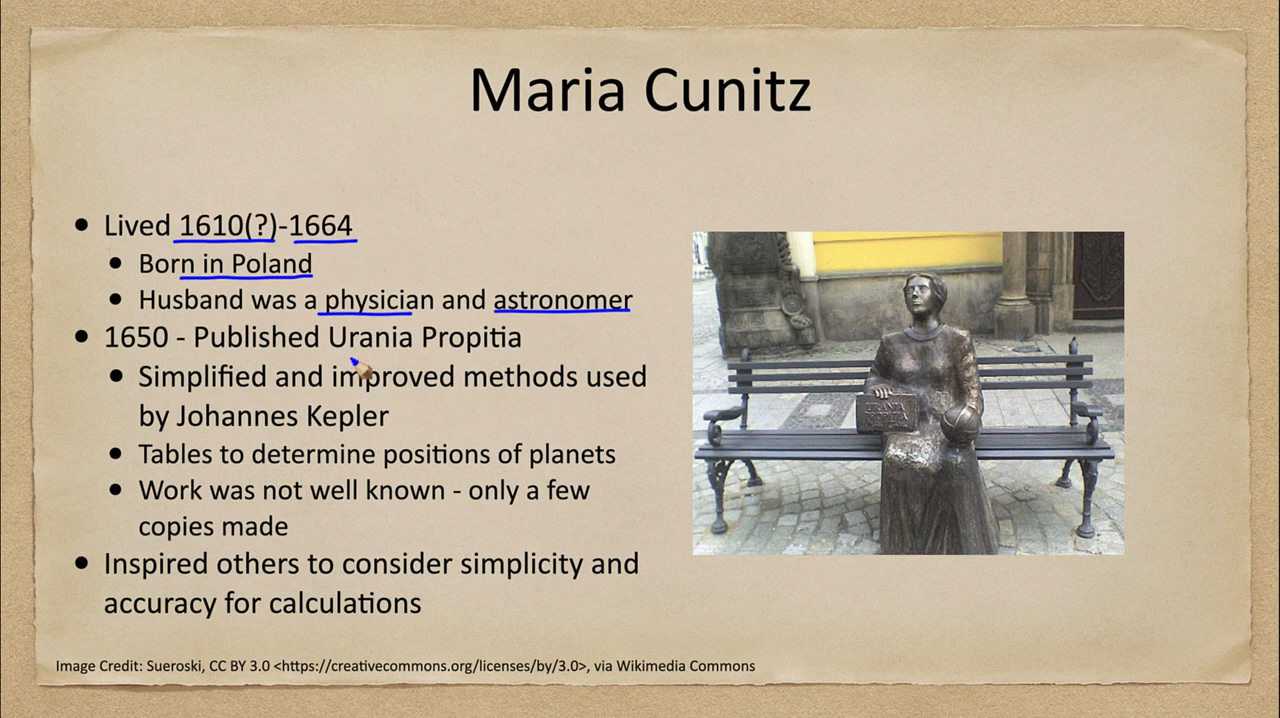 Maria Cunitz
• Lived 1610(?)-1664
• Born in Poland
• Husband was a physician and astronomer
• 1650 - Published Urania Propitia
• Simplified and improved methods used
by Johannes Kepler
• Tables to determine positions of planets
• Work was not well known - only a few
copies made
• Inspired others to consider simplicity and
accuracy for calculations
URANIA
Image Credit: Sueroski, CC BY 3.0 <https://creativecommons.org/licenses/by/3.0>, via Wikimedia Commons